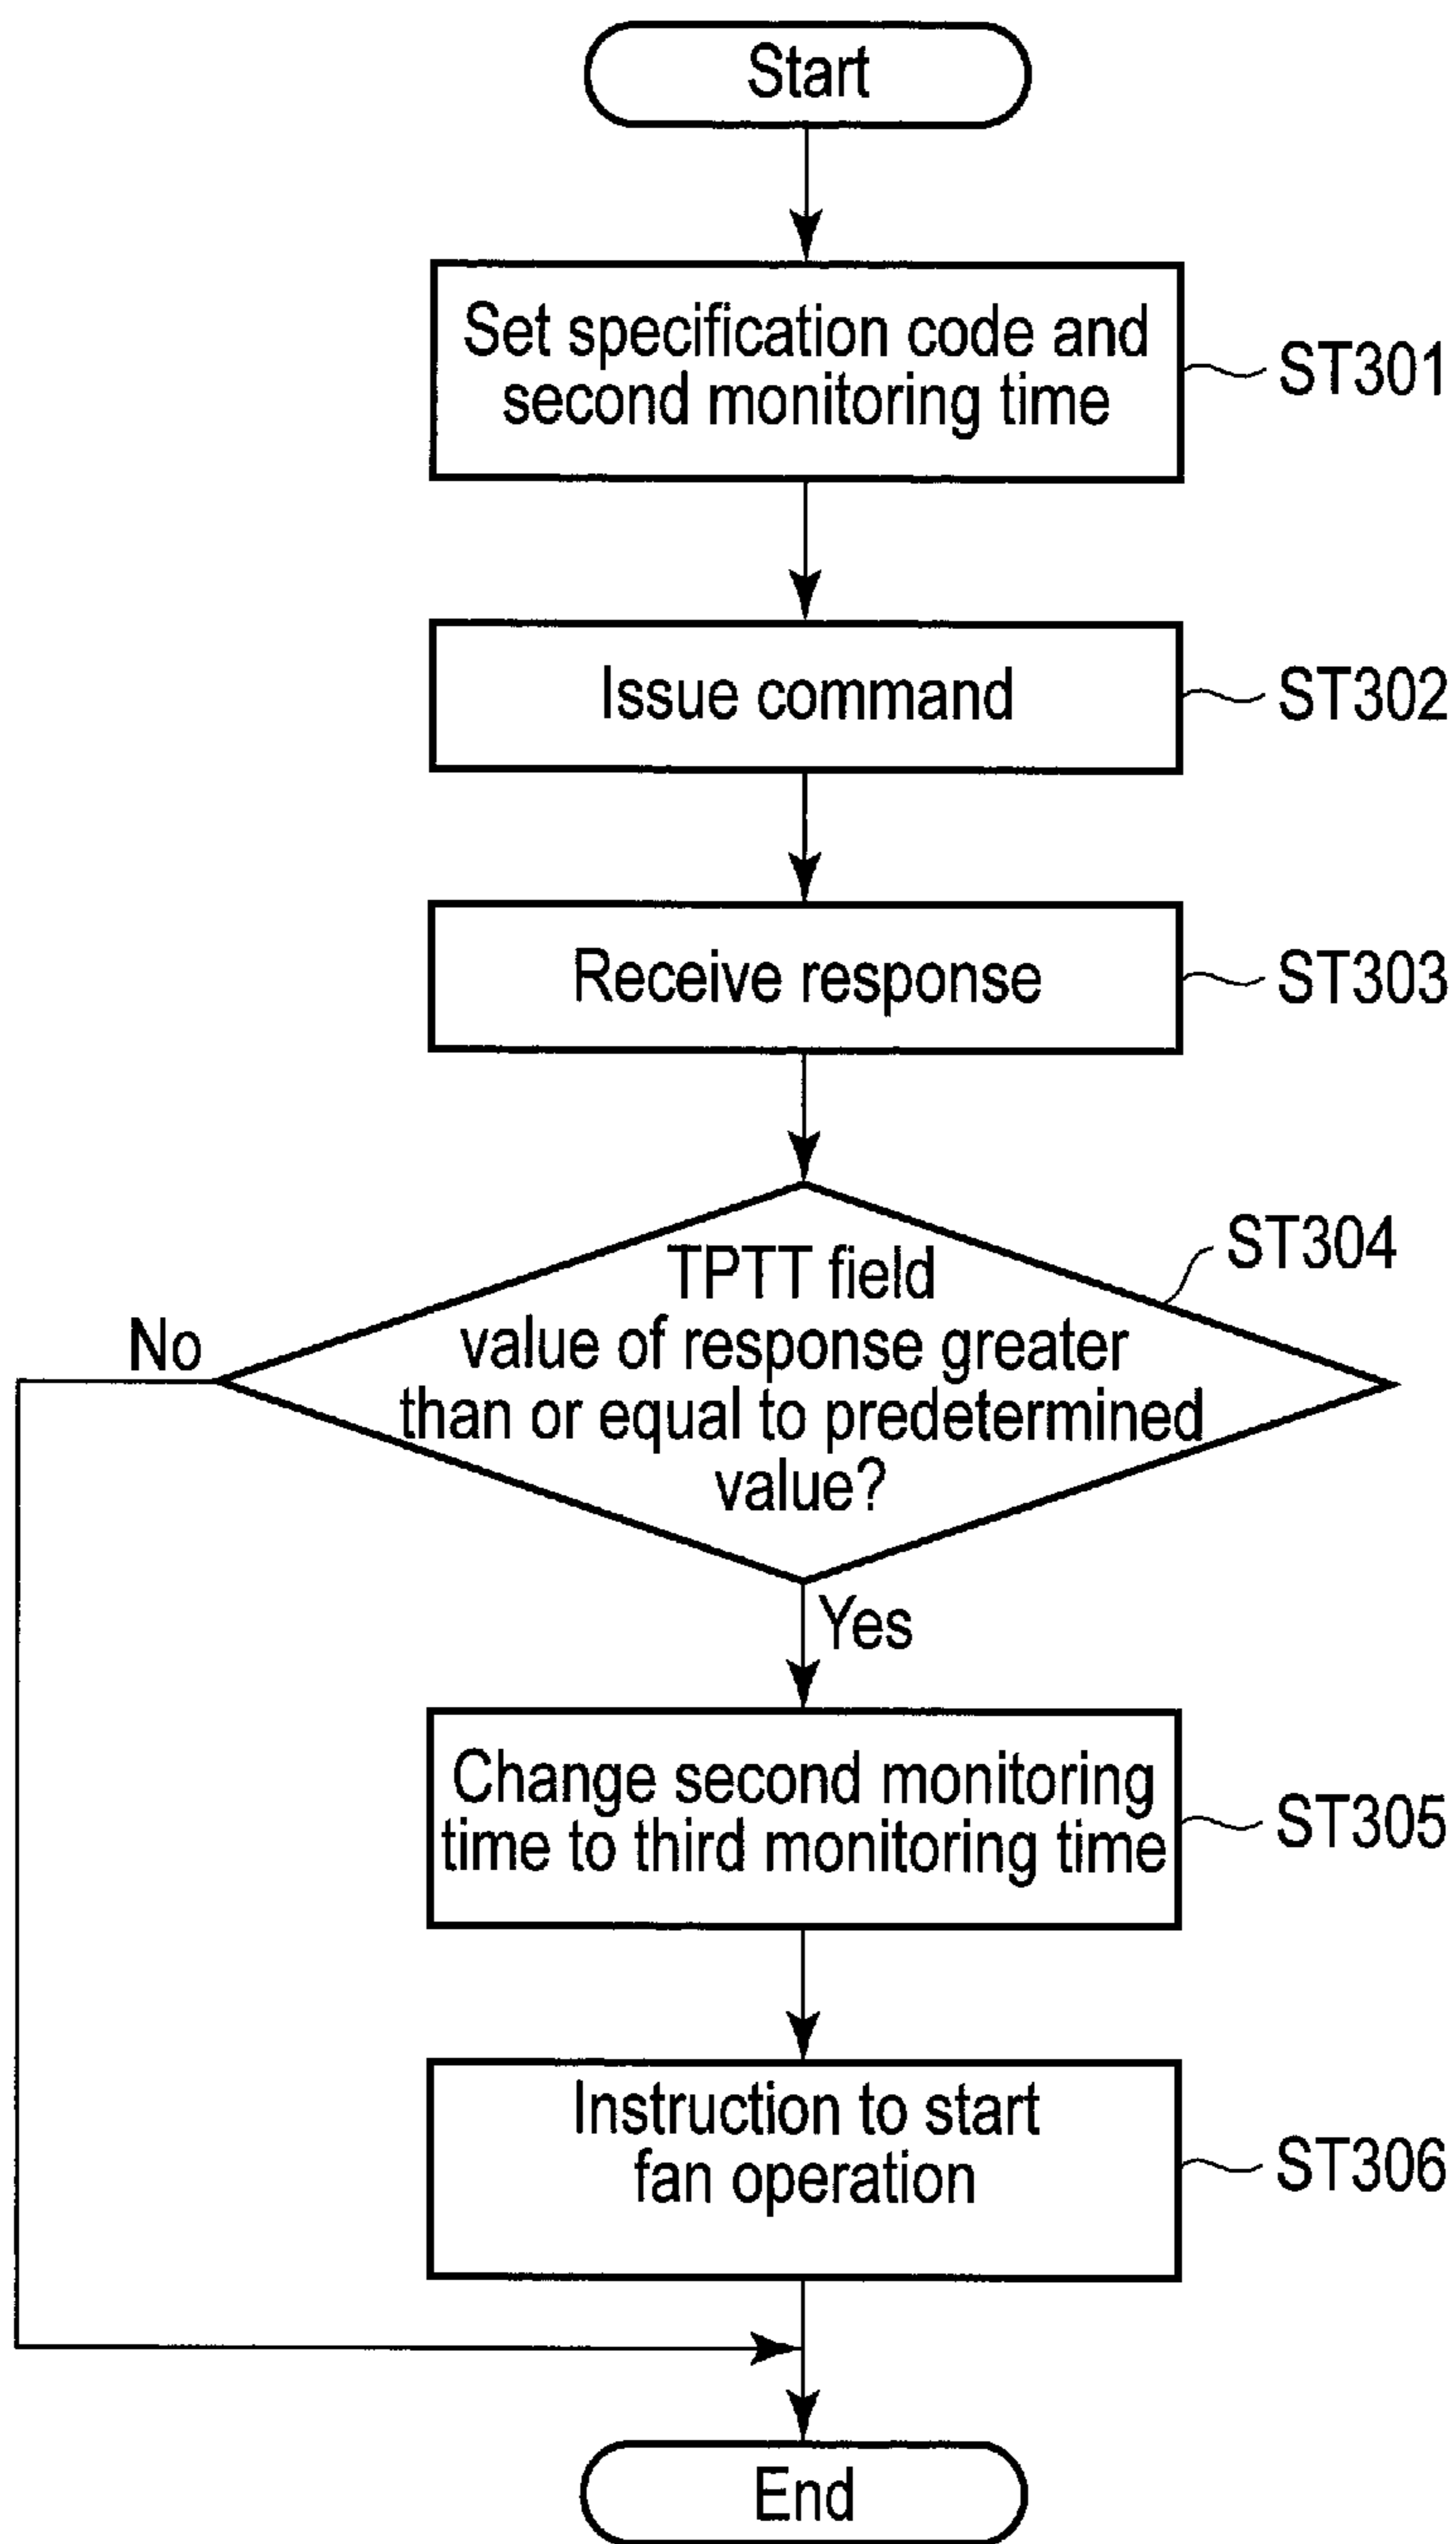 Start
Set specification code and
second monitoring time
ST301
Issue command
ST302
Receive response
ST303
ST304
TPTT field
value of response greater
than or equal to predetermined
value?
No
Yes
Change second monitoring
time to third monitoring time
ST305
Instruction to start
fan operation
ST306
End